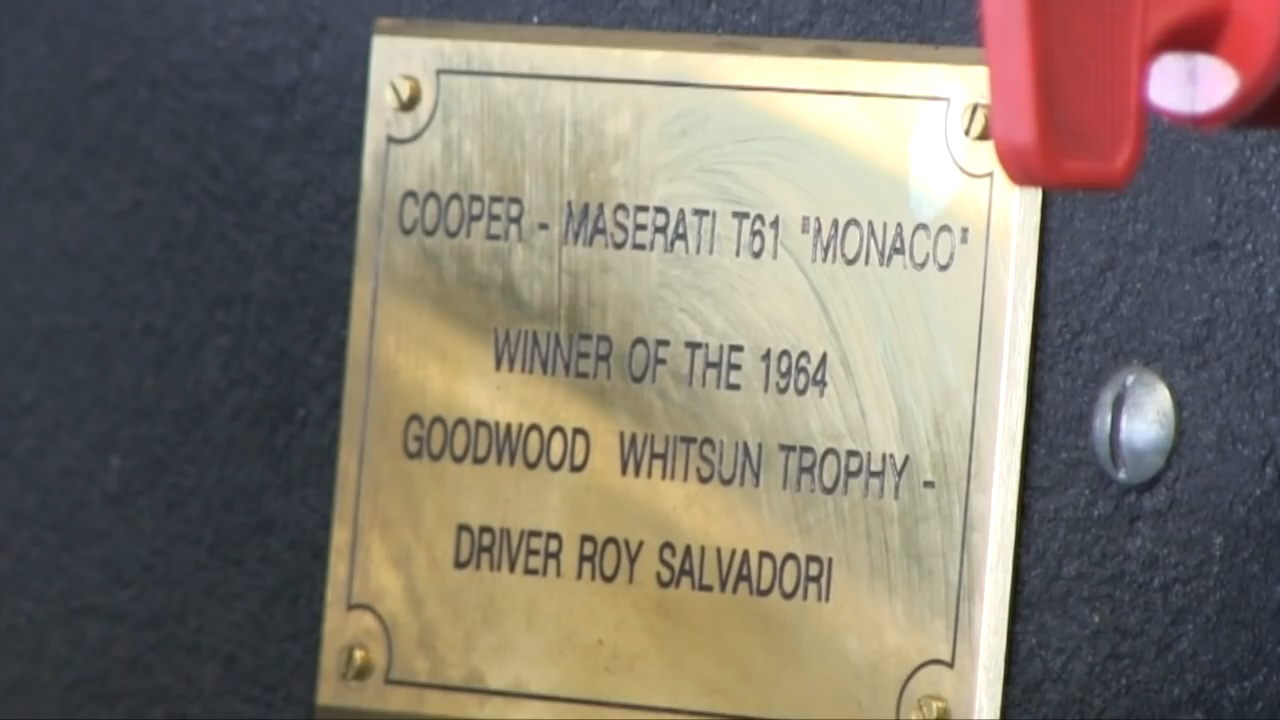 COOPER - MASERATI T61 "MONACO"
WINNER OF THE 1964
GOODWOOD WHITSUN TROPHY -
DRIVER ROY SALVADORI